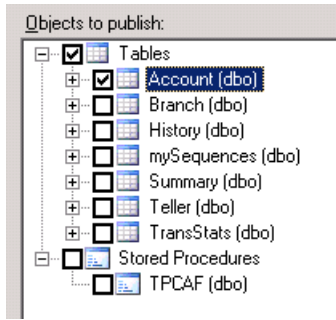 Objects to publish:
Tables
Account (dbo)
Branch (dbo)
History (dbo)
mySequences (dbo)
Summary (dbo)
Teller (dbo)
TransStats (dbo)
Stored Procedures
TPCAF (dbo)